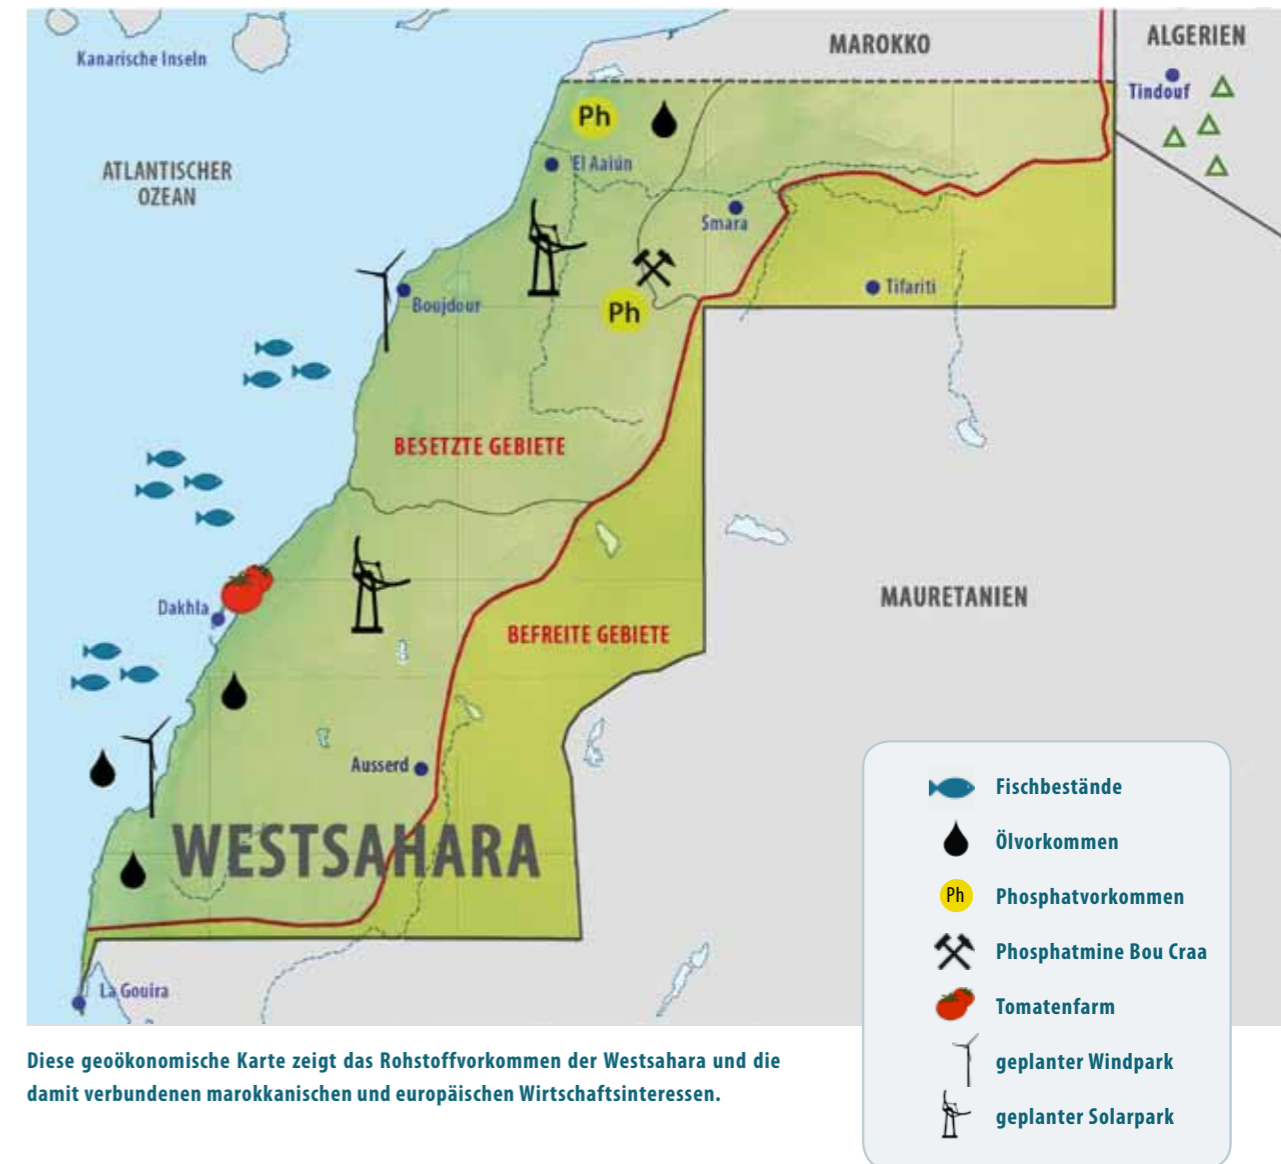 Kanarische Inseln
MAROKKO
ALGERIEN
Tindouf
Ph
El Aaiún
ATLANTISCHER
OZEAN
Smara
Tifariti
Boujdour
Ph
BESETZTE GEBIETE
MAURETANIEN
Dakhla
BEFREITE GEBIETE
Ausserd
WESTSAHARA
La Gouira
Fischbestände
Ölvorkommen
Ph Phosphatvorkommen
Phosphatmine Bou Craa
Tomatenfarm
geplanter Windpark
geplanter Solarpark
Diese geoökonomische Karte zeigt das Rohstoffvorkommen der Westsahara und die
damit verbundenen marokkanischen und europäischen Wirtschaftsinteressen.